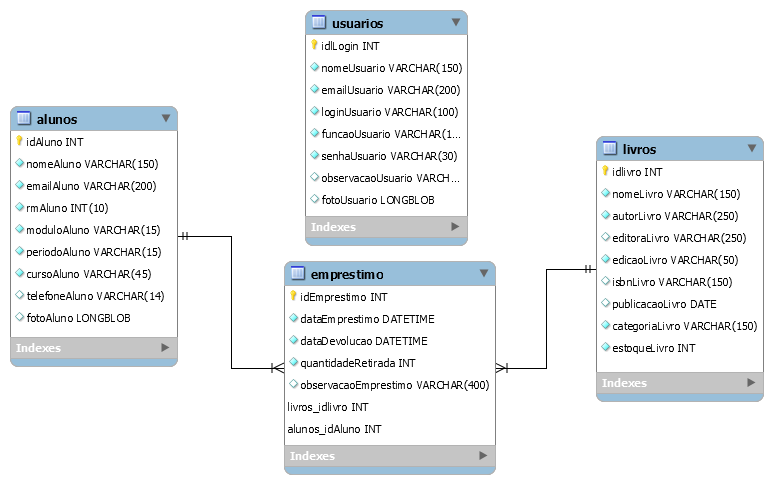 usuarios
idlLogin INT
nomeUsuario VARCHAR(150)
emailUsuario VARCHAR(200)
loginUsuario VARCHAR(100)
funcaoUsuario VARCHAR(1...
senhaUsuario VARCHAR(30)
observacaoUsuario VARCH...
fotoUsuario LONGBLOB
Indexes
alunos
idAluno INT
nomeAluno VARCHAR(150)
emailAluno VARCHAR(200)
rmAluno INT(10)
moduloAluno VARCHAR(15)
periodoAluno VARCHAR(15)
cursoAluno VARCHAR(45)
telefoneAluno VARCHAR(14)
fotoAluno LONGBLOB
Indexes
livros
idlivro INT
nomeLivro VARCHAR(150)
autorLivro VARCHAR(250)
editoraLivro VARCHAR(250)
edicaoLivro VARCHAR(50)
isbnLivro VARCHAR(150)
publicacaoLivro DATE
categoriaLivro VARCHAR(150)
estoqueLivro INT
Indexes
emprestimo
idEmprestimo INT
dataEmprestimo DATETIME
dataDevolucao DATETIME
quantidadeRetirada INT
observacaoEmprestimo VARCHAR(400)
livros_idlivro INT
alunos_idAluno INT
Indexes